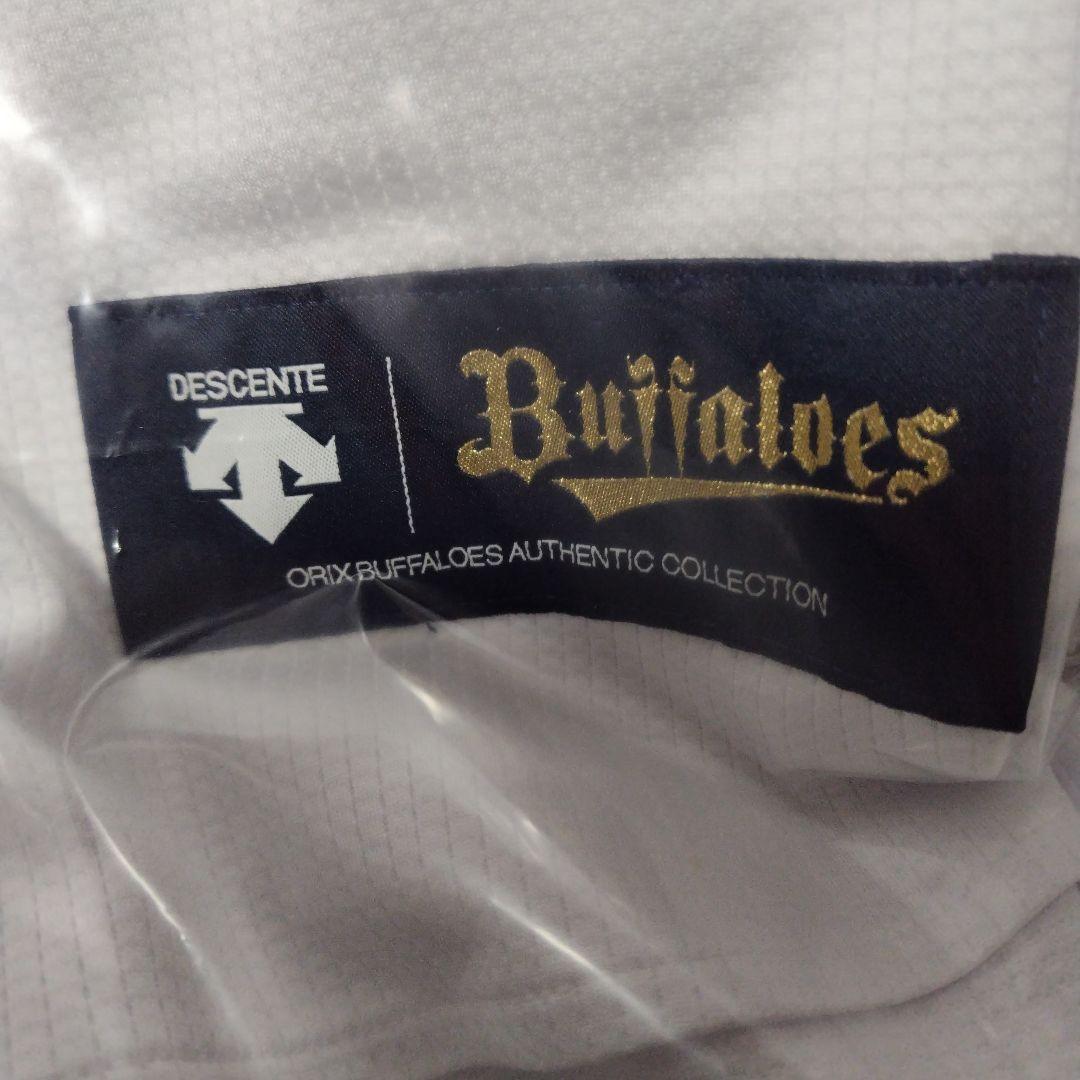 DESCENTE
Buffaloes
ORIX BUFFALOES AUTHENTIC COLLECTION